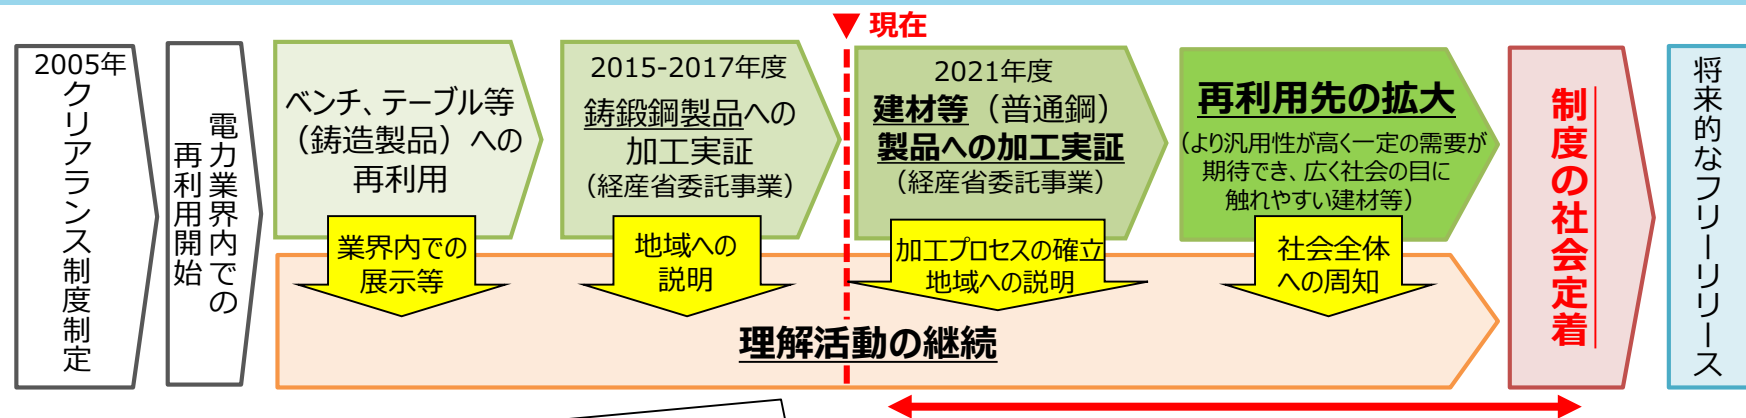 現在
2005年
クリアランス制度制定
電力業界内での
再利用開始
ベンチ、テーブル等
（鋳造製品）への
再利用
2015-2017年度
鋳鍛鋼製品への
加工実証
（経産省委託事業）
2021年度
建材等（普通鋼）
製品への加工実証
（経産省委託事業）
再利用先の拡大
（より汎用性が高く一定の需要が
期待でき、広く社会の目に
触れやすい建材等）
業界内での
展示等
地域への
説明
加工プロセスの確立
地域への説明
社会全体
への周知
理解活動の継続
制度の社会定着
将来的なフリーリリース